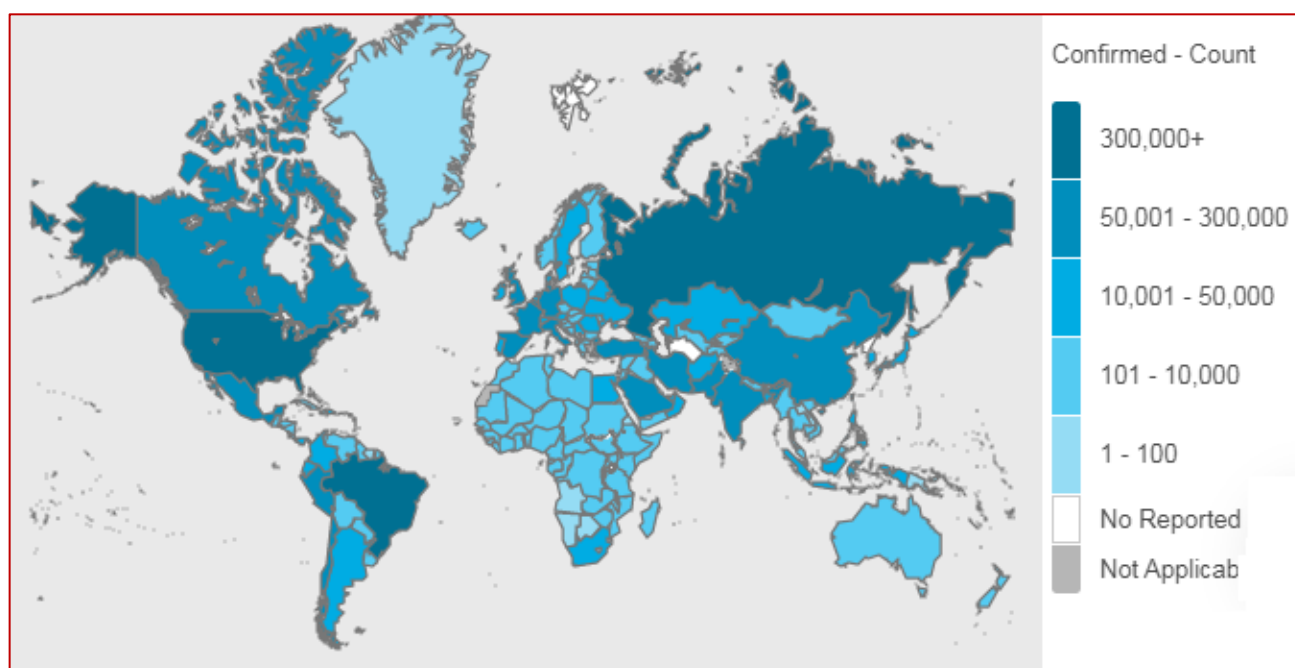 Confirmed - Count
300,000+
50,001 - 300,000
10,001 - 50,000
101 - 10,000
1 - 100
No Reported
Not Applicab